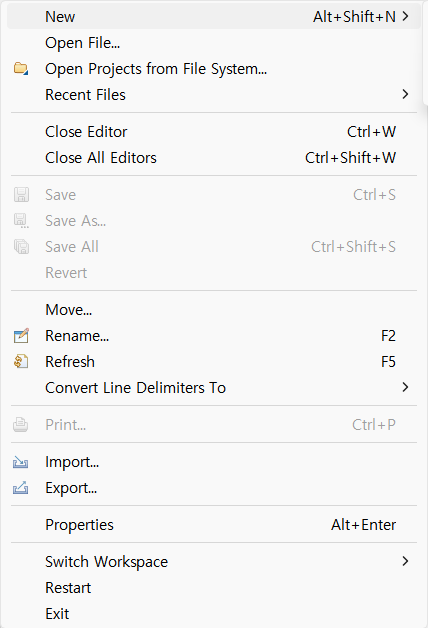 New Alt+Shift+N
Open File...
Open Projects from File System...
Recent Files
Close Editor Ctrl+W
Close All Editors Ctrl+Shift+W
Save Ctrl+S
Save As...
Save All Ctrl+Shift+S
Revert
Move...
Rename... F2
Refresh F5
Convert Line Delimiters To
Print... Ctrl+P
Import...
Export...
Properties Alt+Enter
Switch Workspace
Restart
Exit